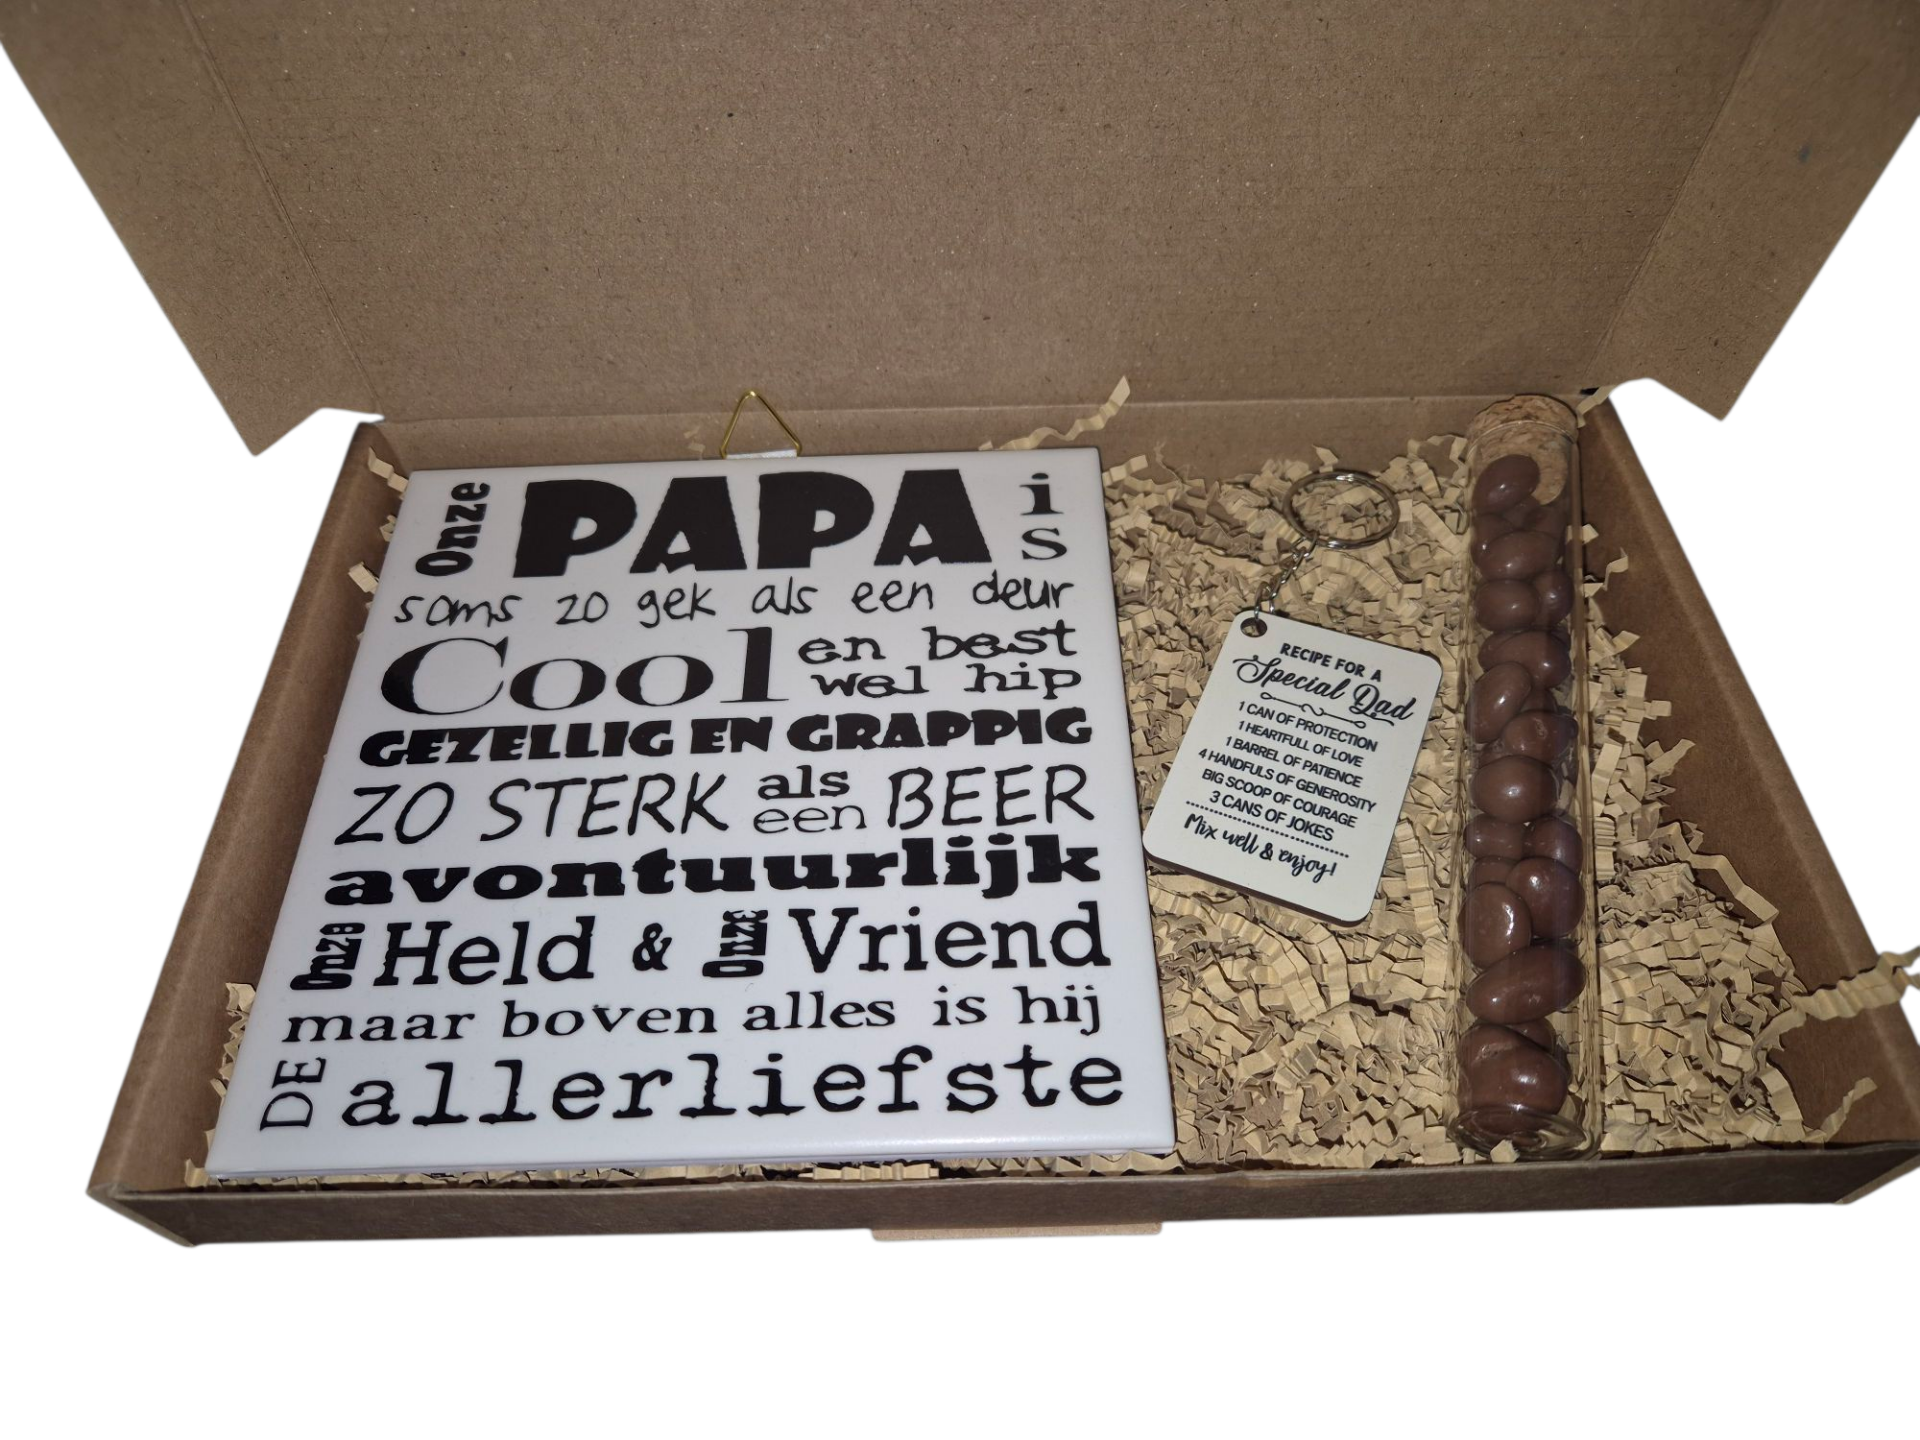 Onze PAPA is
soms zo gek als een deur
Cool en best
wel hip
GEZELLIG EN GRAPPIG
ZO STERK als een BEER
avontuurlijk
Onze Held & Onze Vriend
maar boven alles is hij
DE allerliefste
RECIPE FOR A
Special Dad
1 CAN OF PROTECTION
1 HEARTFULL OF LOVE
1 BARREL OF PATIENCE
4 HANDFULS OF GENEROSITY
BIG SCOOP OF COURAGE
3 CANS OF JOKES
Mix well & enjoy!